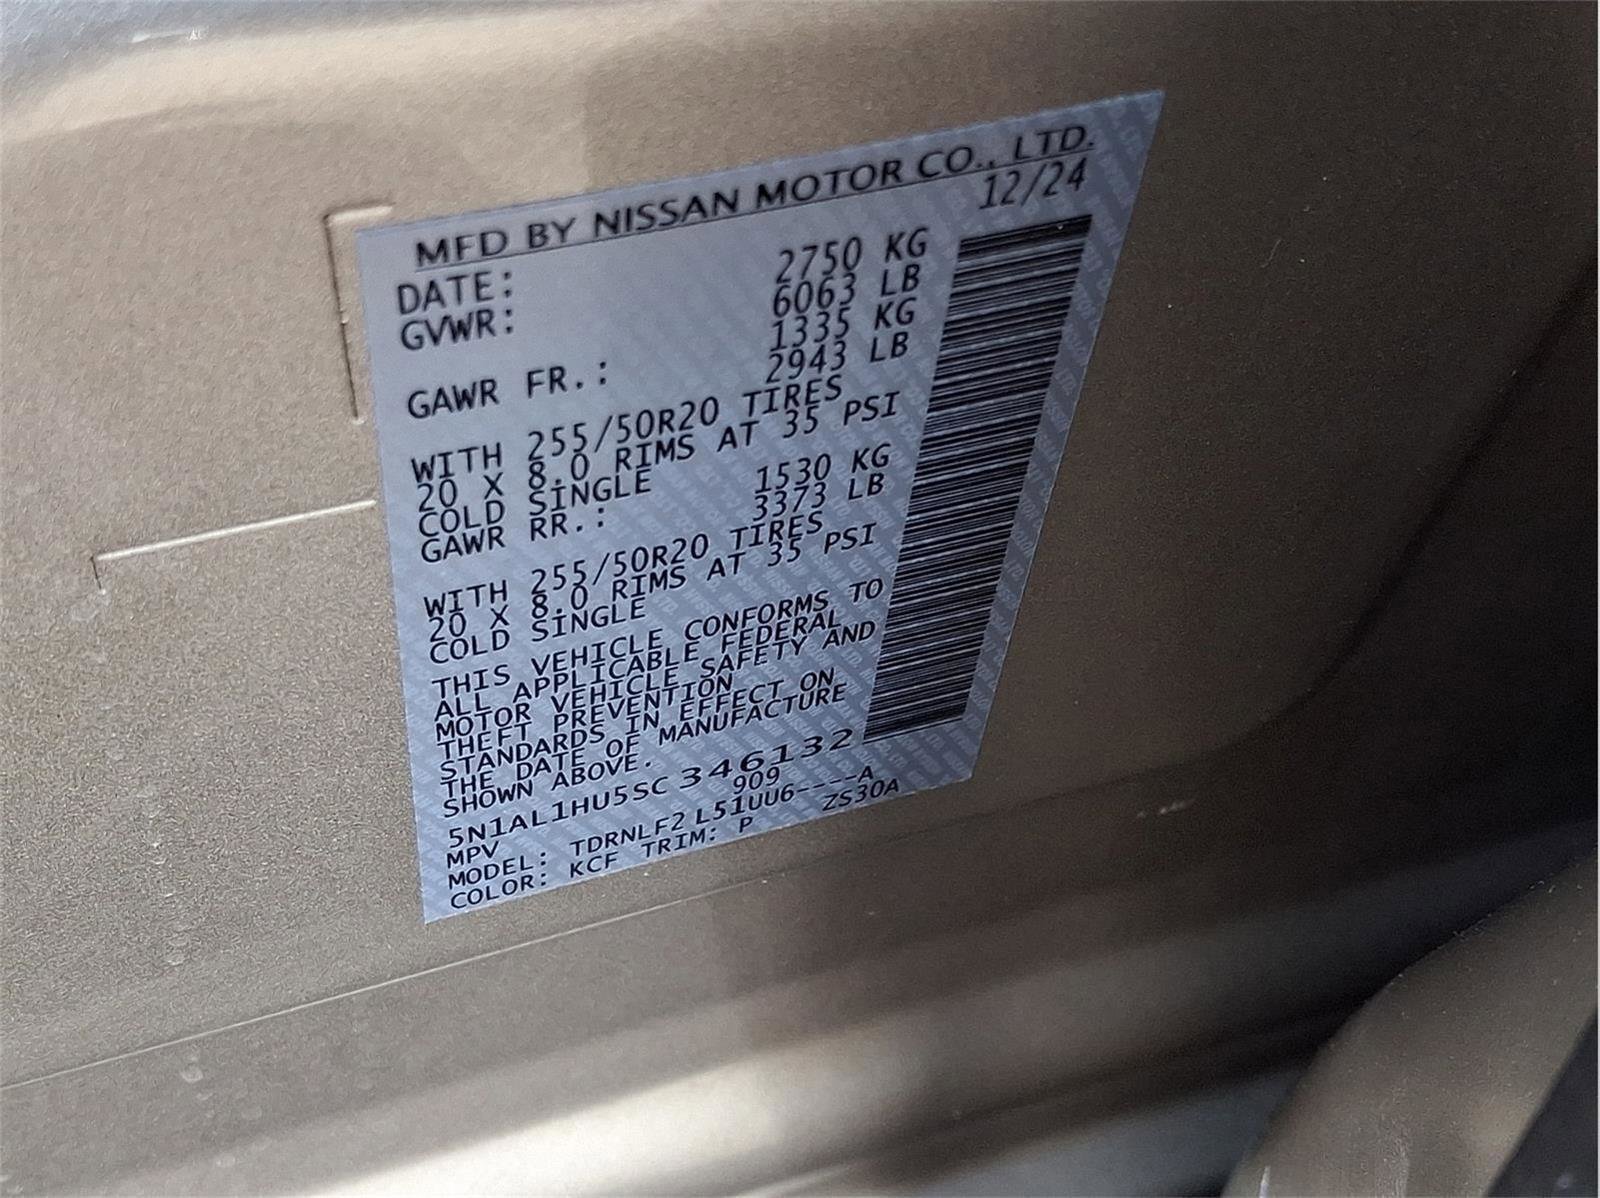 MFD BY NISSAN MOTOR CO., LTD.
DATE: 12/24
GVWR: 2750 KG
6063 LB
GAWR FR.: 1335 KG
2943 LB
WITH 255/50R20 TIRES
20 X 8.0 RIMS AT 35 PSI
COLD SINGLE
GAWR RR.: 1530 KG
3373 LB
WITH 255/50R20 TIRES
20 X 8.0 RIMS AT 35 PSI
COLD SINGLE
THIS VEHICLE CONFORMS TO
ALL APPLICABLE FEDERAL
MOTOR VEHICLE SAFETY AND
THEFT PREVENTION
STANDARDS IN EFFECT ON
THE DATE OF MANUFACTURE
SHOWN ABOVE.
5N1AL1HU5SC346132
MPV 909
MODEL: TDRNLF2 L51UU6----A
COLOR: KCF TRIM: P ZS30A